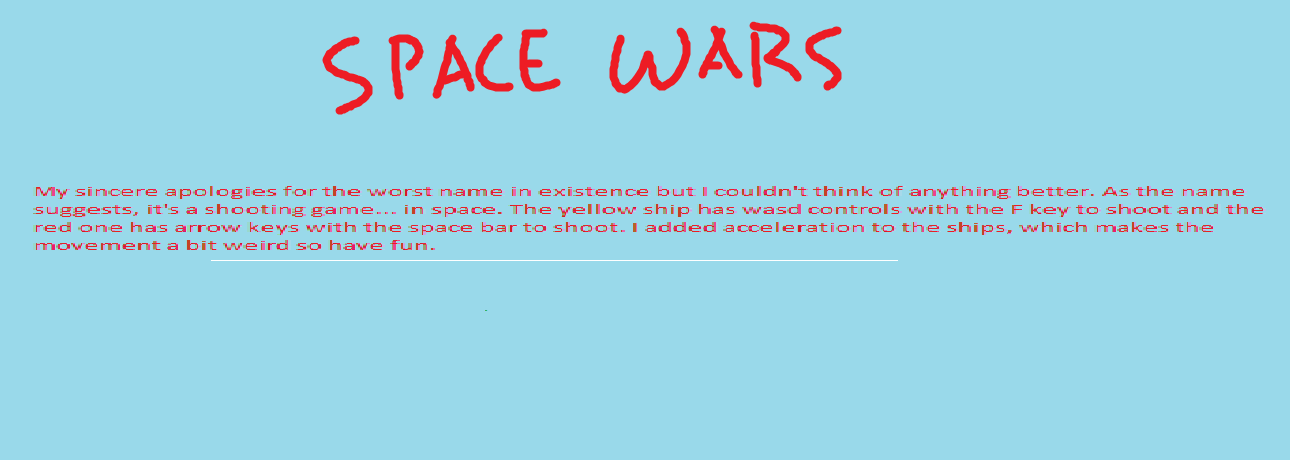 SPACE WARS
My sincere apologies for the worst name in existence but I couldn't think of anything better. As the name
suggests, it's a shooting game... in space. The yellow ship has wasd controls with the F key to shoot and the
red one has arrow keys with the space bar to shoot. I added acceleration to the ships, which makes the
movement a bit weird so have fun.